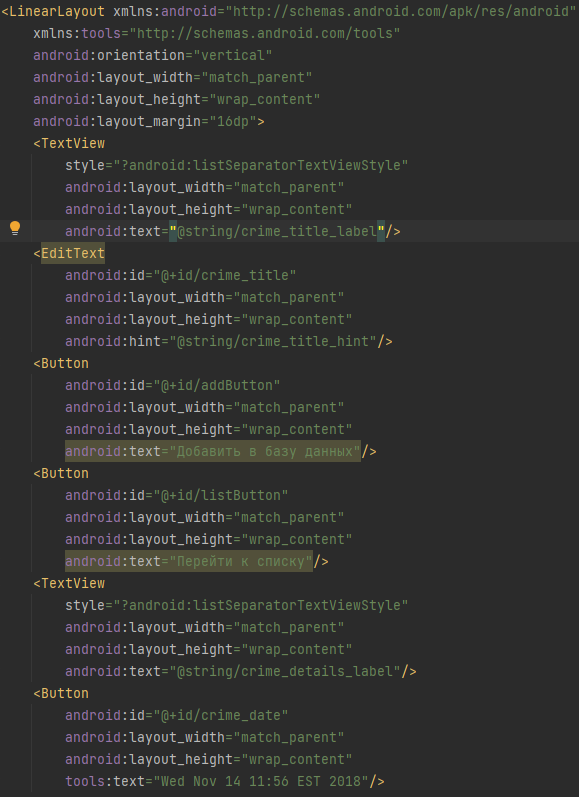 <LinearLayout xmlns:android="http://schemas.android.com/apk/res/android"
    xmlns:tools="http://schemas.android.com/tools"
    android:orientation="vertical"
    android:layout_width="match_parent"
    android:layout_height="wrap_content"
    android:layout_margin="16dp">
    <TextView
        style="?android:listSeparatorTextViewStyle"
        android:layout_width="match_parent"
        android:layout_height="wrap_content"
        android:text="@string/crime_title_label"/>
    <EditText
        android:id="@+id/crime_title"
        android:layout_width="match_parent"
        android:layout_height="wrap_content"
        android:hint="@string/crime_title_hint"/>
    <Button
        android:id="@+id/addButton"
        android:layout_width="match_parent"
        android:layout_height="wrap_content"
        android:text="Добавить в базу данных"/>
    <Button
        android:id="@+id/listButton"
        android:layout_width="match_parent"
        android:layout_height="wrap_content"
        android:text="Перейти к списку"/>
    <TextView
        style="?android:listSeparatorTextViewStyle"
        android:layout_width="match_parent"
        android:layout_height="wrap_content"
        android:text="@string/crime_details_label"/>
    <Button
        android:id="@+id/crime_date"
        android:layout_width="match_parent"
        android:layout_height="wrap_content"
        tools:text="Wed Nov 14 11:56 EST 2018"/>